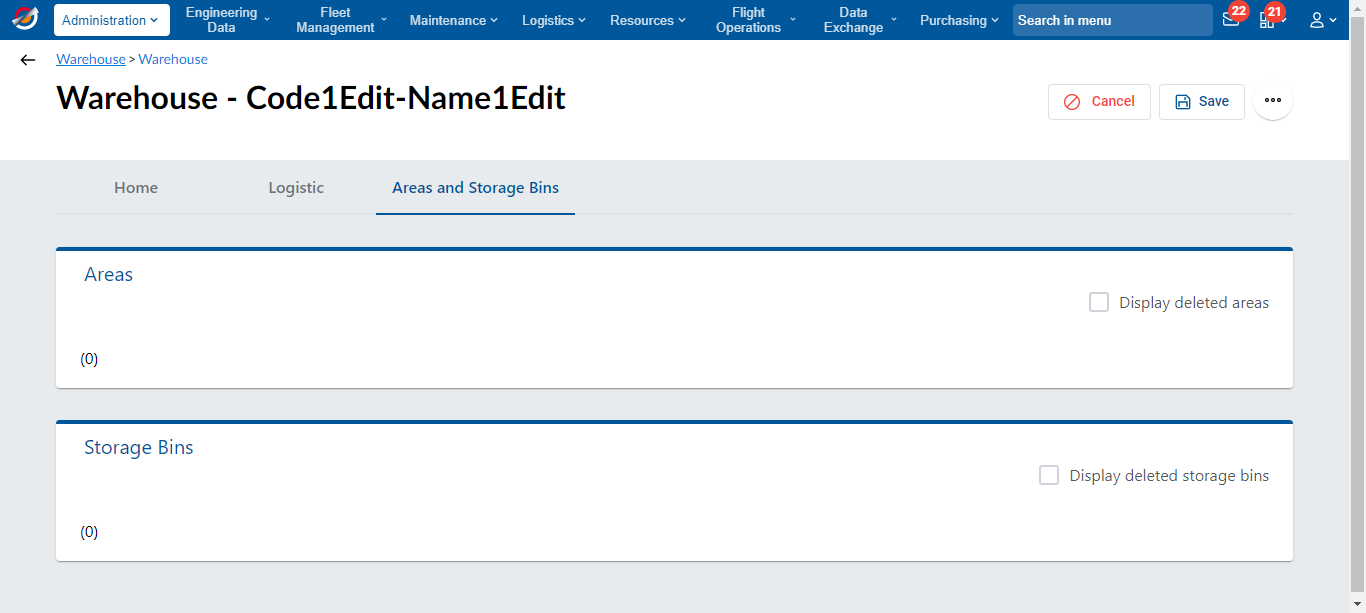 Administration
Engineering Data
Fleet Management
Maintenance
Logistics
Resources
Flight Operations
Data Exchange
Purchasing
Search in menu
22
21
Warehouse > Warehouse
Warehouse - Code1Edit-Name1Edit
Cancel
Save
Home
Logistic
Areas and Storage Bins
Areas
Display deleted areas
(0)
Storage Bins
Display deleted storage bins
(0)